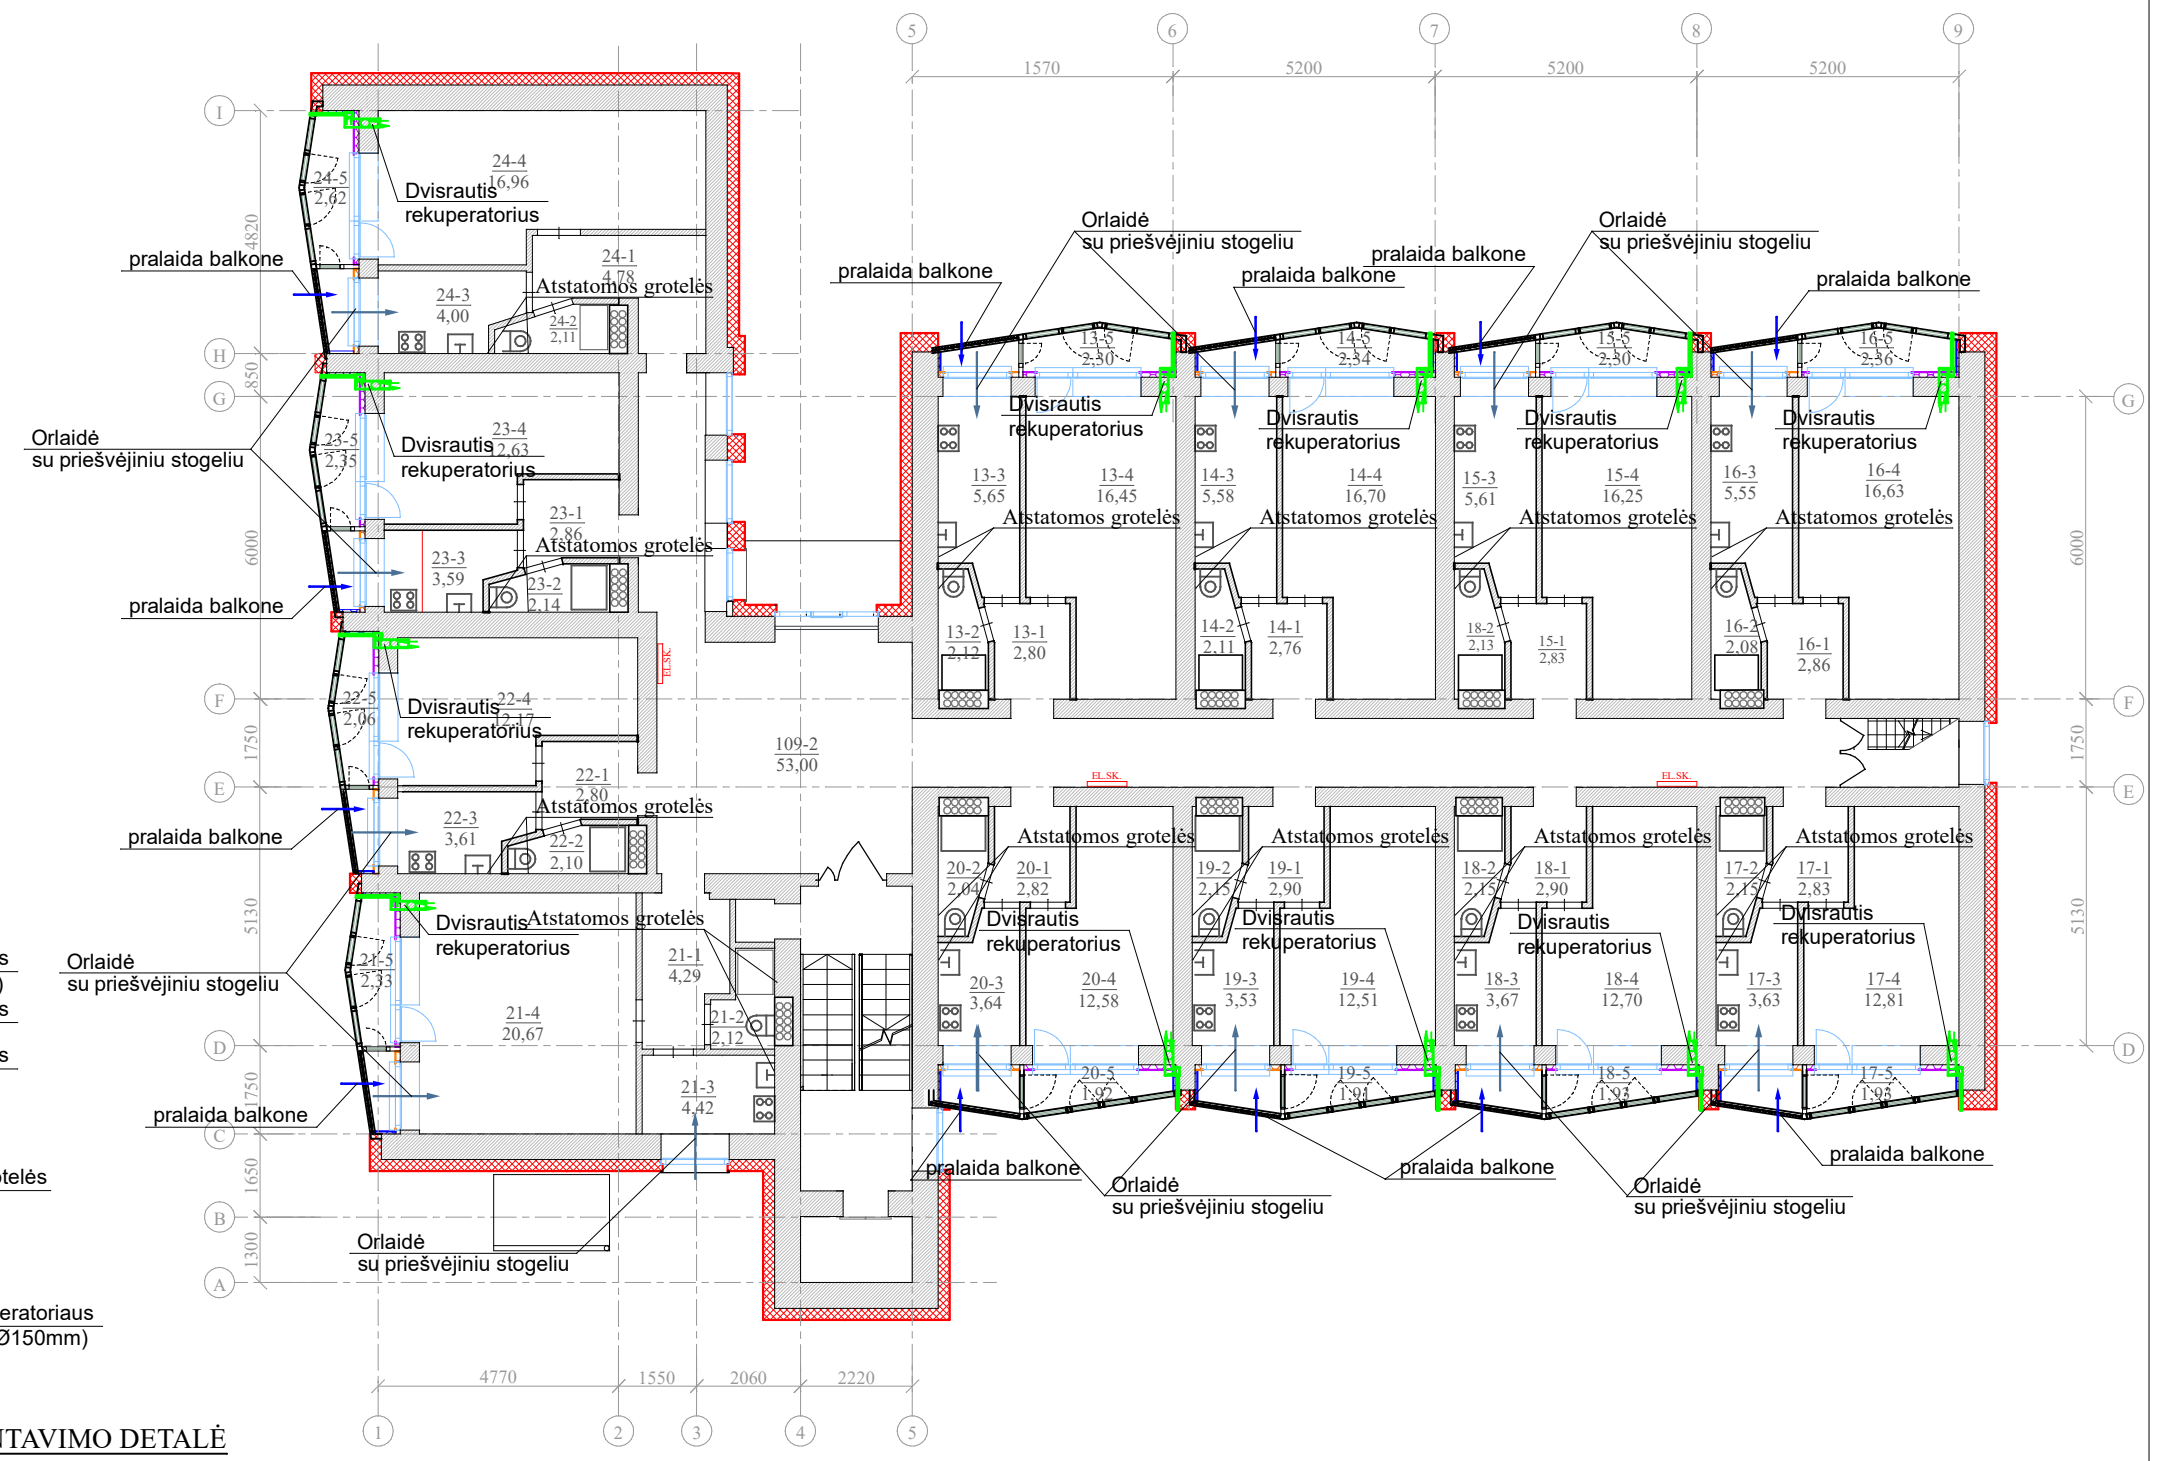 5
6
7
8
9
1570
5200
5200
5200
I
24-4
16,96
24-5
2,62
Dvisrautis
rekuperatorius
4820
pralaida balkone
24-1
4,78
24-3
4,00
Atstatomos grotelės
24-2
2,11
H
850
G
Orlaidė
su priešvėjiniu stogeliu
23-5
2,35
23-4
12,63
Dvisrautis
rekuperatorius
6000
23-1
2,86
Atstatomos grotelės
23-3
3,59
23-2
2,14
pralaida balkone
EL.SK.
F
22-5
2,06
22-4
12,17
Dvisrautis
rekuperatorius
1750
109-2
53,00
E
22-1
2,80
Atstatomos grotelės
22-3
3,61
22-2
2,10
pralaida balkone
5130
Dvisrautis
rekuperatorius
Atstatomos grotelės
Orlaidė
su priešvėjiniu stogeliu
21-5
2,33
21-1
4,29
21-4
20,67
21-2
2,12
D
1750
21-3
4,42
pralaida balkone
C
1650
B
Orlaidė
su priešvėjiniu stogeliu
1300
A
4770
1550
2060
2220
1
2
3
4
5
Orlaidė
su priešvėjiniu stogeliu
Orlaidė
su priešvėjiniu stogeliu
pralaida balkone
pralaida balkone
pralaida balkone
pralaida balkone
13-5
2,30
14-5
2,34
15-5
2,30
16-5
2,36
Dvisrautis
rekuperatorius
Dvisrautis
rekuperatorius
Dvisrautis
rekuperatorius
Dvisrautis
rekuperatorius
G
13-3
5,65
13-4
16,45
14-3
5,58
14-4
16,70
15-3
5,61
15-4
16,25
16-3
5,55
16-4
16,63
Atstatomos grotelės
Atstatomos grotelės
Atstatomos grotelės
Atstatomos grotelės
6000
13-2
2,12
13-1
2,80
14-2
2,11
14-1
2,76
18-2
2,13
15-1
2,83
16-2
2,08
16-1
2,86
F
1750
EL.SK.
EL.SK.
E
Atstatomos grotelės
Atstatomos grotelės
Atstatomos grotelės
Atstatomos grotelės
20-2
2,04
20-1
2,82
19-2
2,15
19-1
2,90
18-2
2,15
18-1
2,90
17-2
2,15
17-1
2,83
Dvisrautis
rekuperatorius
Dvisrautis
rekuperatorius
Dvisrautis
rekuperatorius
Dvisrautis
rekuperatorius
5130
20-3
3,64
20-4
12,58
19-3
3,53
19-4
12,51
18-3
3,67
18-4
12,70
17-3
3,63
17-4
12,81
D
20-5
1,92
19-5
1,91
18-5
1,93
17-5
1,93
pralaida balkone
pralaida balkone
pralaida balkone
Orlaidė
su priešvėjiniu stogeliu
Orlaidė
su priešvėjiniu stogeliu
s
)
s
s
telės
eratoriaus
Ø150mm)
NTAVIMO DETALĖ